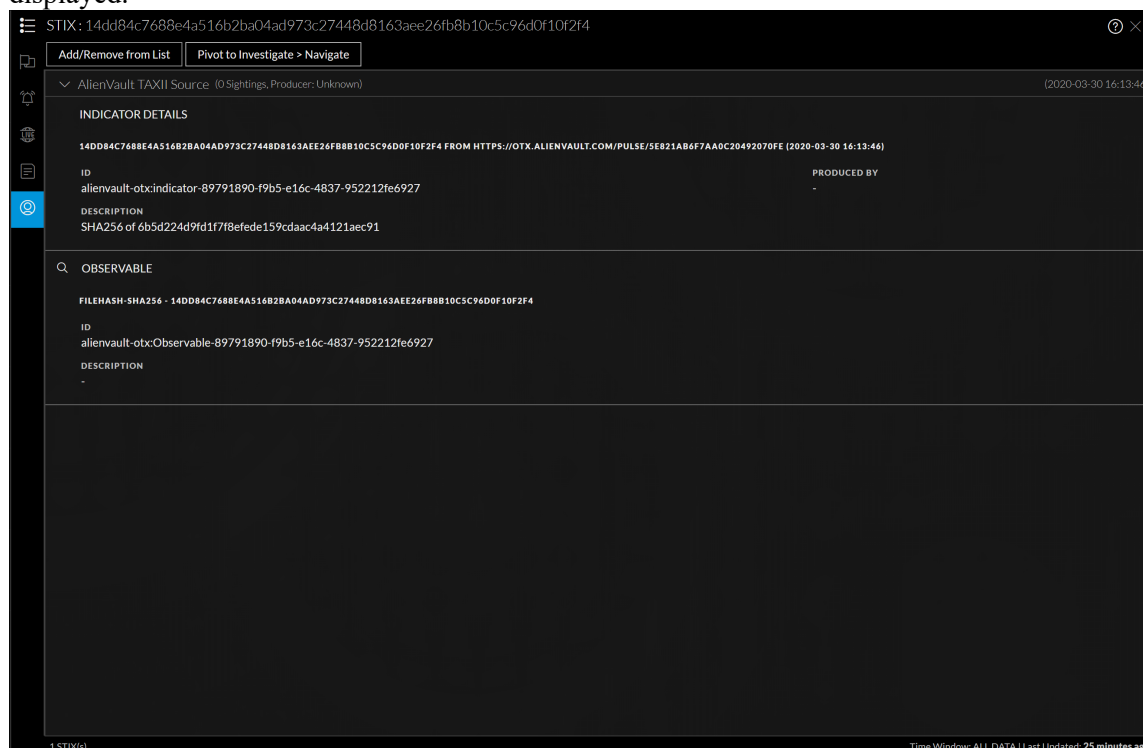 displayed.
STIX : 14dd84c7688e4a516b2ba04ad973c27448d8163aee26fb8b10c5c96d0f10f2f4
Add/Remove from List Pivot to Investigate > Navigate
AlienVault TAXII Source (0 Sightings, Producer: Unknown) (2020-03-30 16:13:46
INDICATOR DETAILS
14DD84C7688E4A516B2BA04AD973C27448D8163AEE26FB8B10C5C96D0F10F2F4 FROM HTTPS://OTX.ALIENVAULT.COM/PULSE/5E821AB6F7AA0C20492070FE (2020-03-30 16:13:46)
ID PRODUCED BY
alienvault-otx:indicator-89791890-f9b5-e16c-4837-952212fe6927 -
DESCRIPTION
SHA256 of 6b5d224d9fd1f7f8efede159cdaac4a4121aec91
LIVE
OBSERVABLE
FILEHASH-SHA256 - 14DD84C7688E4A516B2BA04AD973C27448D8163AEE26FB8B10C5C96D0F10F2F4
ID
alienvault-otx:Observable-89791890-f9b5-e16c-4837-952212fe6927
DESCRIPTION
-
1 STIX(s) Time Window: ALL DATA | Last Updated: 25 minutes